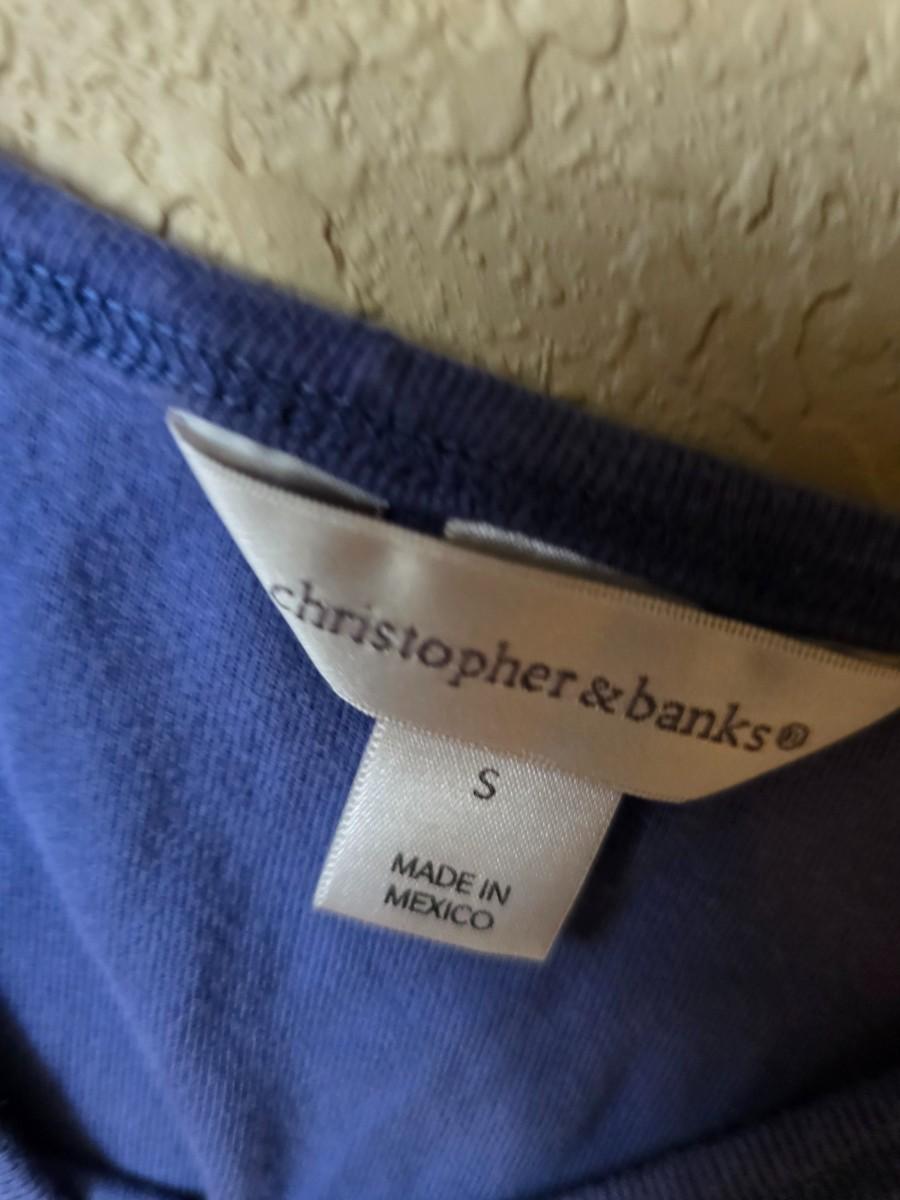 christopher & banks®
S
MADE IN
MEXICO